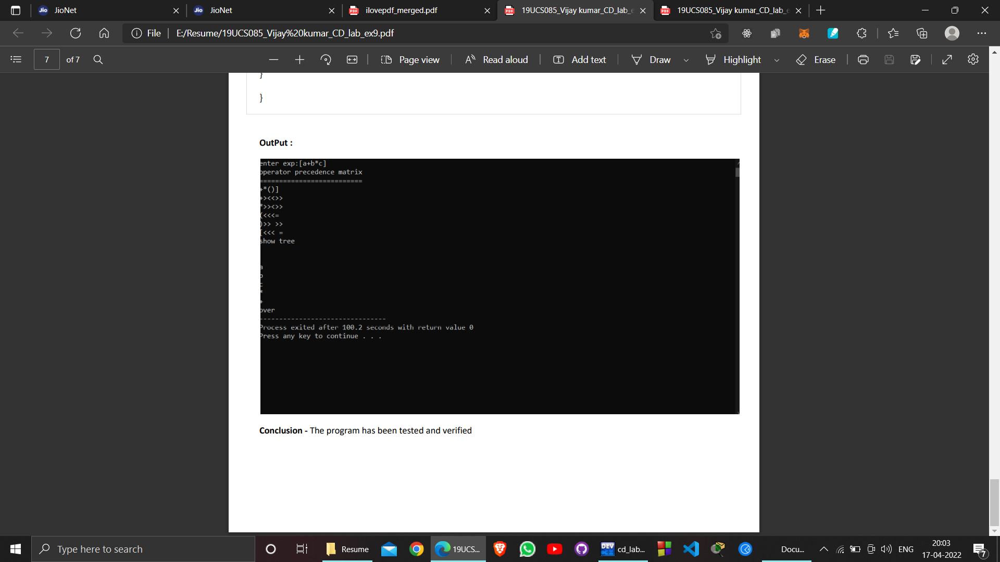 JioNet
JioNet
ilovepdf_merged.pdf
19UCS085_Vijay kumar_CD_lab_e
19UCS085_Vijay kumar_CD_lab_e
File
E:/Resume/19UCS085_Vijay%20kumar_CD_lab_ex9.pdf
7 of 7
Page view
Read aloud
Add text
Draw
Highlight
Erase
}
}
OutPut :
enter exp:[a+b*c]
operator precedence matrix
==========================
+*()]
+><<>>
*>><>>
(<<<=
)>> >>
[<<< =
show tree
a
b
c
*
+
over
--------------------------------
Process exited after 100.2 seconds with return value 0
Press any key to continue . . .
Conclusion - The program has been tested and verified
Type here to search
Resume
19UCS...
DEV
cd_lab...
Docu...
ENG
20:03
17-04-2022
7